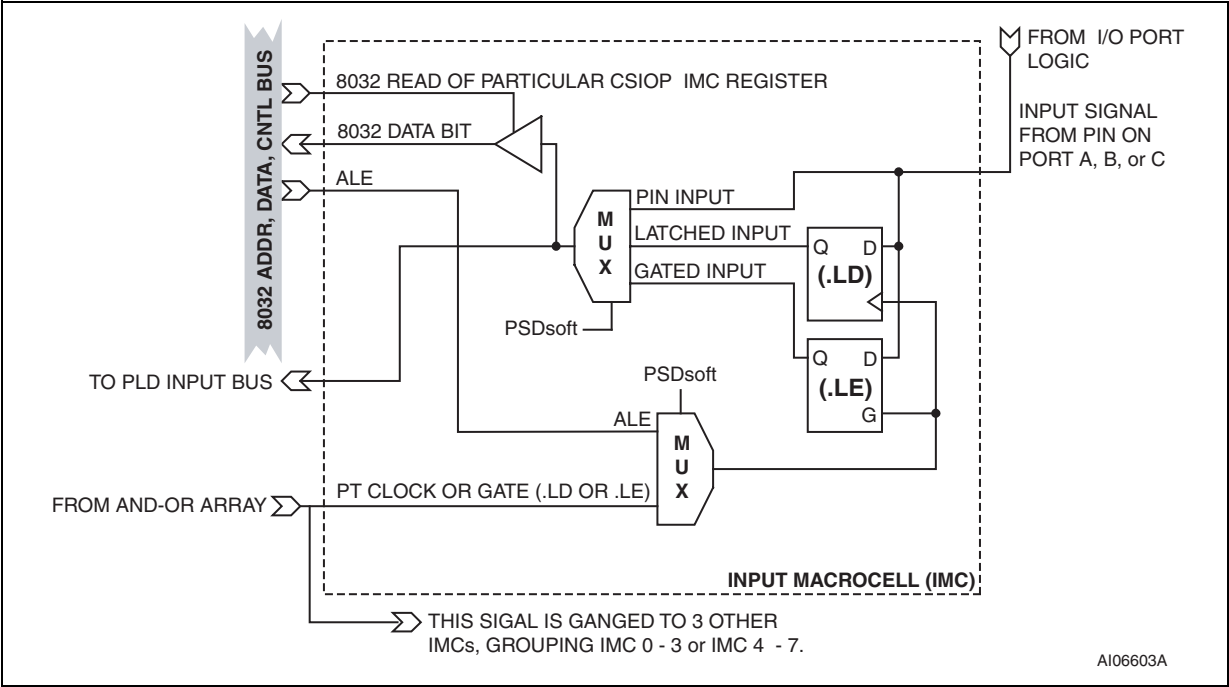 FROM  I/O PORT
LOGIC
8032 ADDR, DATA, CNTL BUS
8032 READ OF PARTICULAR CSIOP  IMC REGISTER
INPUT SIGNAL
FROM PIN ON
PORT A, B, or C
8032 DATA BIT
ALE
PIN INPUT
MUX
LATCHED INPUT
Q D
(.LD)
GATED INPUT
PSDsoft
Q D
(.LE)
G
TO PLD INPUT BUS
PSDsoft
ALE
MUX
PT CLOCK OR GATE (.LD OR .LE)
FROM AND-OR ARRAY
INPUT MACROCELL (IMC)
THIS SIGAL IS GANGED TO 3 OTHER
IMCs, GROUPING IMC 0 - 3 or IMC 4  - 7.
AI06603A